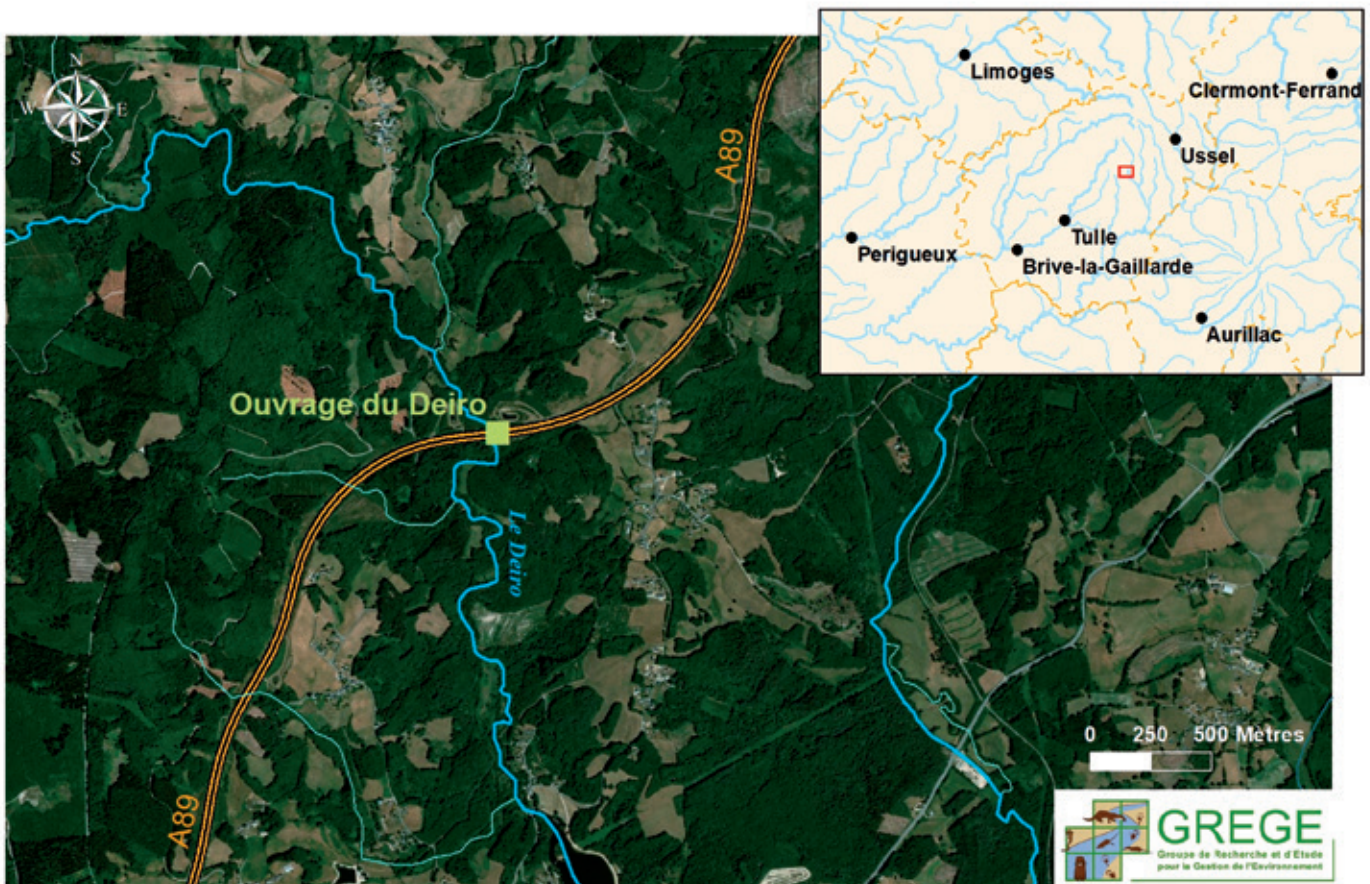 N
W E
S
A89
Limoges
Clermont-Ferrand
Ussel
Tulle
Perigueux
Brive-la-Gaillarde
Aurillac
Ouvrage du Deiro
Le Deiro
A89
0 250 500 Mètres
GREGE
Groupe de Recherche et d'Etude
pour la Gestion de l'Environnement